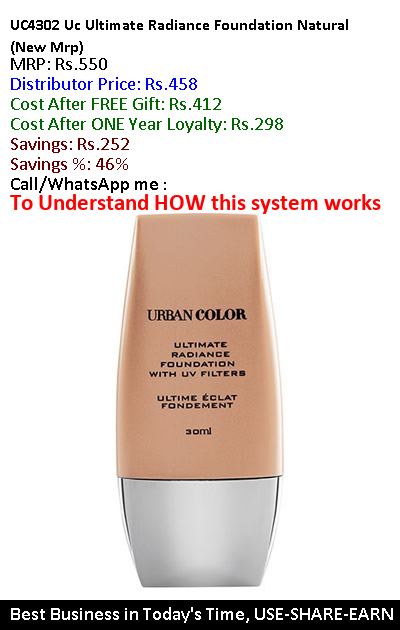 UC4302 Uc Ultimate Radiance Foundation Natural
(New Mrp)
MRP: Rs.550
Distributor Price: Rs.458
Cost After FREE Gift: Rs.412
Cost After ONE Year Loyalty: Rs.298
Savings: Rs.252
Savings %: 46%
Call/WhatsApp me :
To Understand HOW this system works
URBAN COLOR
ULTIMATE
RADIANCE
FOUNDATION
WITH UV FILTERS
ULTIME ÉCLAT
FONDEMENT
30ml
Best Business in Today's Time, USE-SHARE-EARN